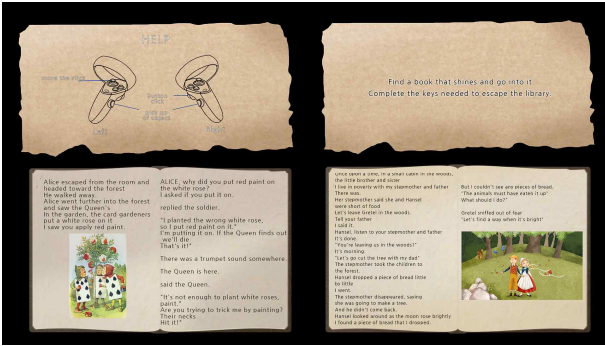 HELP
move the stick
Button
click
pick up
of object
Left
Right
Find a book that shines and go into it
Complete the keys needed to escape the library.
Alice escaped from the room and
headed toward the forest
He walked away.
Alice went further into the forest
and saw the Queen's
In the garden, the card gardeners
put a white rose on it
I saw you apply red paint.
ALICE, why did you put red paint on
the white rose?
I asked if you put it on.
replied the soldier.
"I planted the wrong white rose,
so I put red paint on it."
I'm putting it on. If the Queen finds out
we'll die
That's it!"
There was a trumpet sound somewhere.
The Queen is here.
said the Queen.
"It's not enough to plant white roses,
paint."
Are you trying to trick me by painting?
Their necks
Hit it!"
Once upon a time, in a small cabin in the woods,
the little brother and sister
I live in poverty with my stepmother and father
There was.
Her stepmother said she and Hansel
were short of food
Let's leave Gretel in the woods.
Tell your father
I said it.
Hansel, listen to your stepmother and father
It's done
"You're leaving us in the woods?"
It's morning.
"Let's go cut the tree with my dad"
The stepmother took the children to
the forest.
Hansel dropped a piece of bread little
by little
I went.
The stepmother disappeared, saying
she was going to make a tree.
And he didn't come back.
Hansel looked around as the moon rose brightly
I found a piece of bread that I dropped.
But I couldn't see any pieces of bread.
"The animals must have eaten it up"
What should I do?"
Gretel sniffed out of fear
"Let's find a way when it's bright"